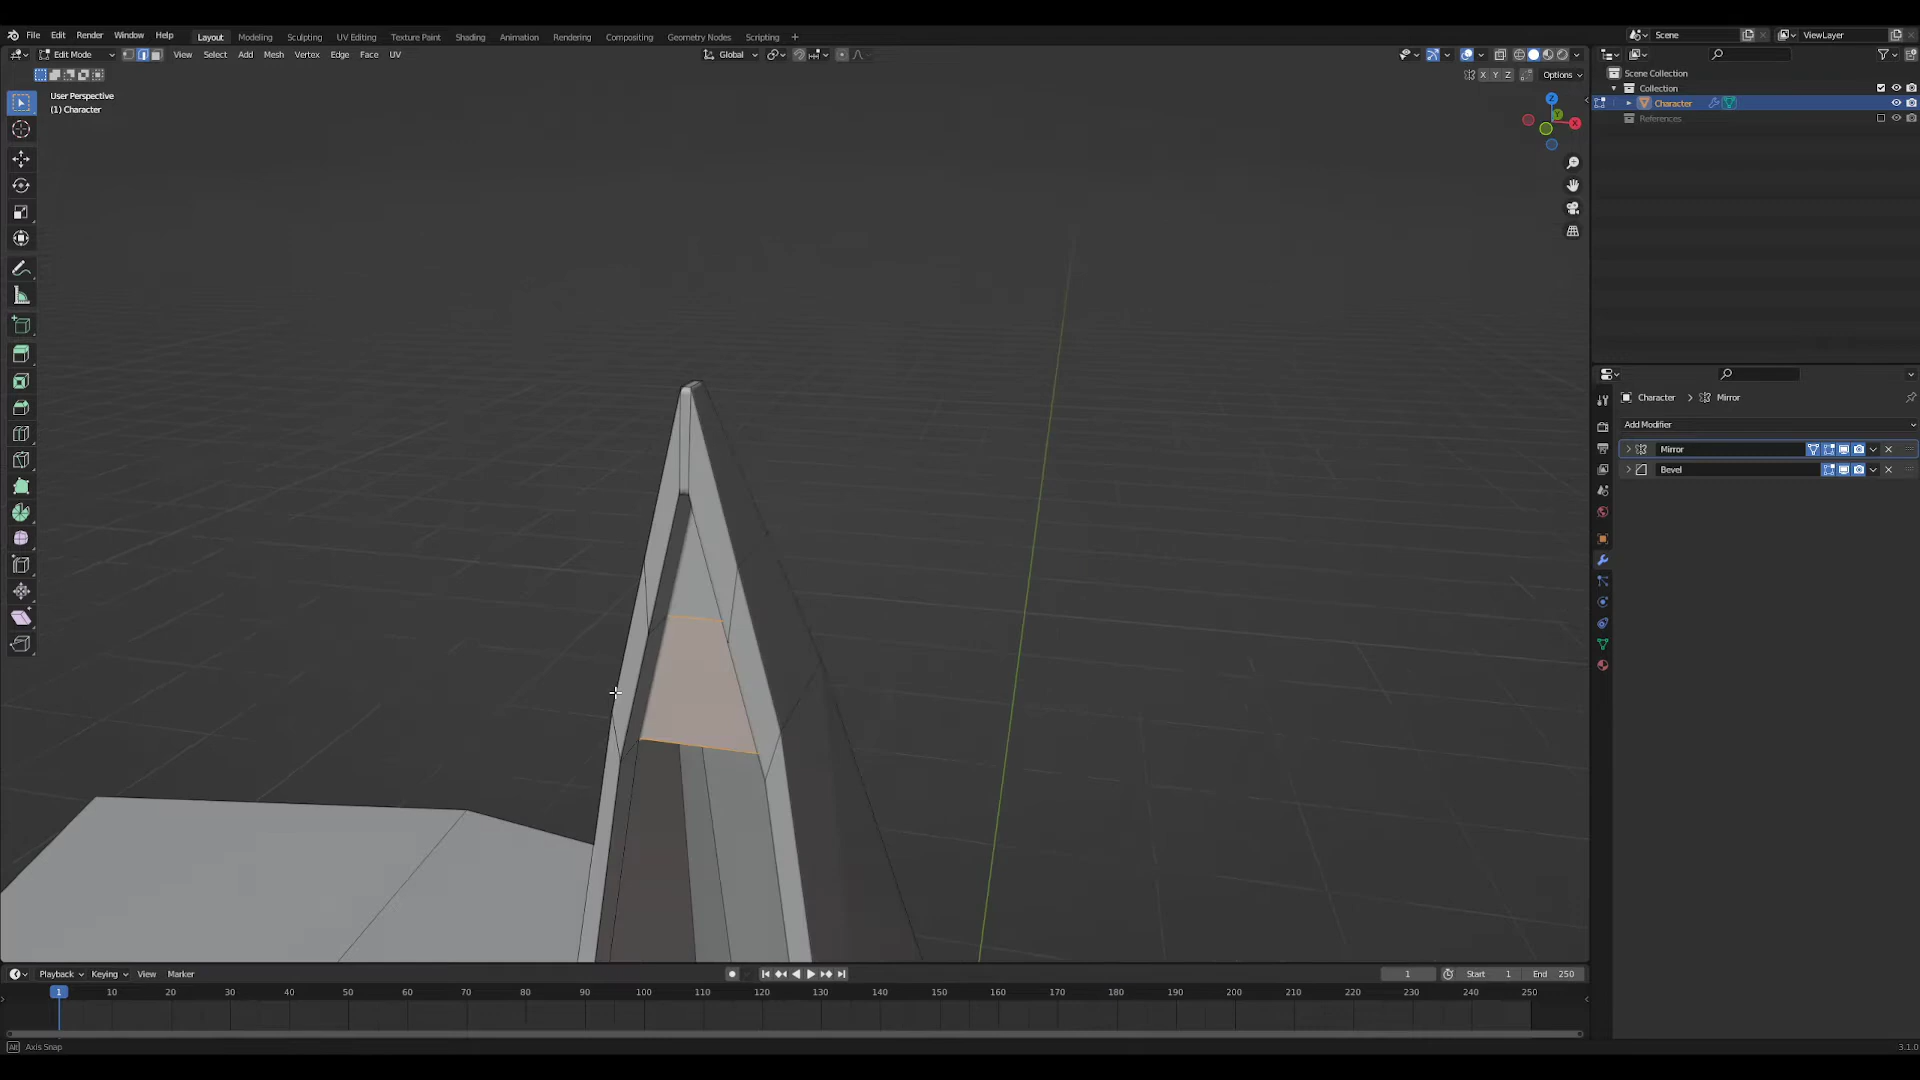 File Edit Render Window Help Layout Modeling Sculpting UV Editing Texture Paint Shading Animation Rendering Compositing Geometry Nodes Scripting + Scene ViewLayer
Edit Mode View Select Add Mesh Vertex Edge Face UV Global
X Y Z Options
User Perspective
(1) Character
Z
Y
X
Scene Collection
Collection
Character
References
Character > Mirror
Add Modifier
Mirror
Bevel
Playback Keying View Marker 1 Start 1 End 250
1 10 20 30 40 50 60 70 80 90 100 110 120 130 140 150 160 170 180 190 200 210 220 230 240 250
Alt Axis Snap 3.1.0